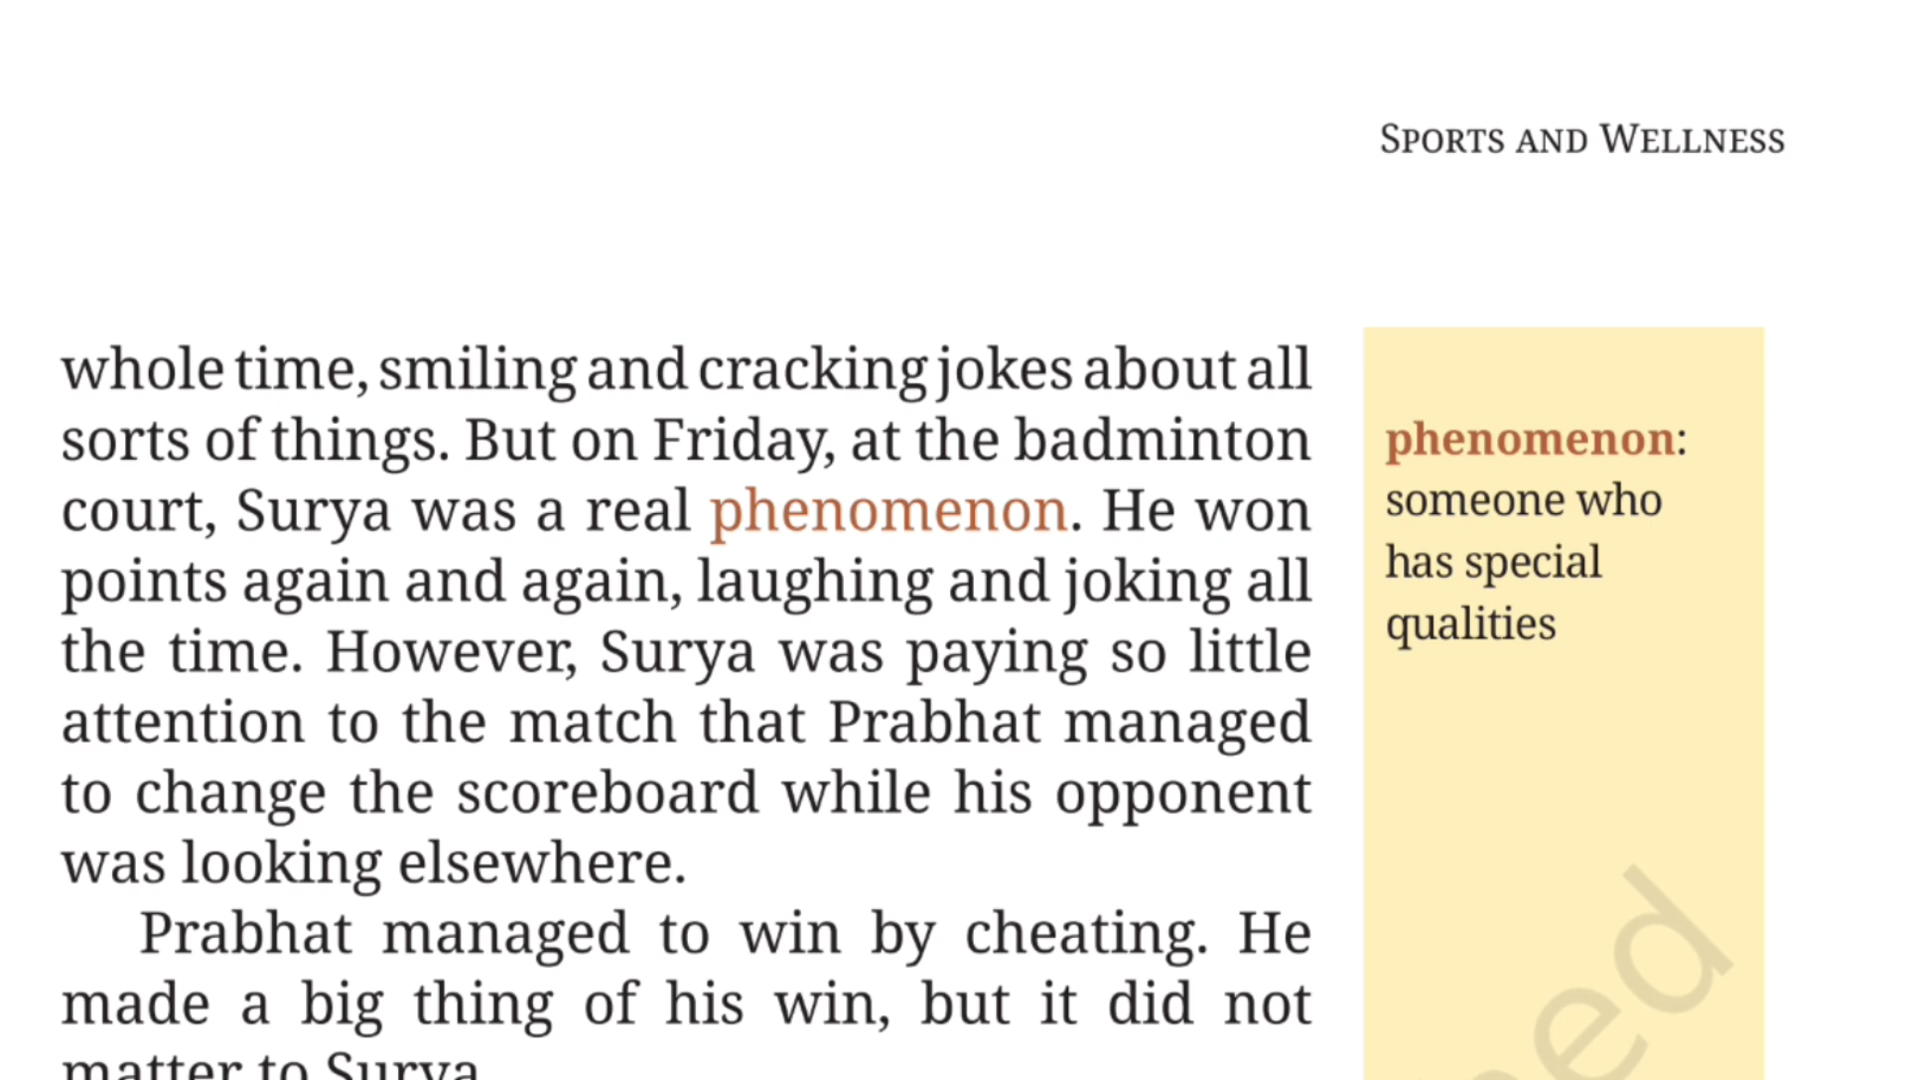 SPORTS AND WELLNESS
whole time, smiling and cracking jokes about all
sorts of things. But on Friday, at the badminton
court, Surya was a real phenomenon. He won
points again and again, laughing and joking all
the time. However, Surya was paying so little
attention to the match that Prabhat managed
to change the scoreboard while his opponent
was looking elsewhere.
Prabhat managed to win by cheating. He
made a big thing of his win, but it did not
matter to Surya.
phenomenon:
someone who
has special
qualities